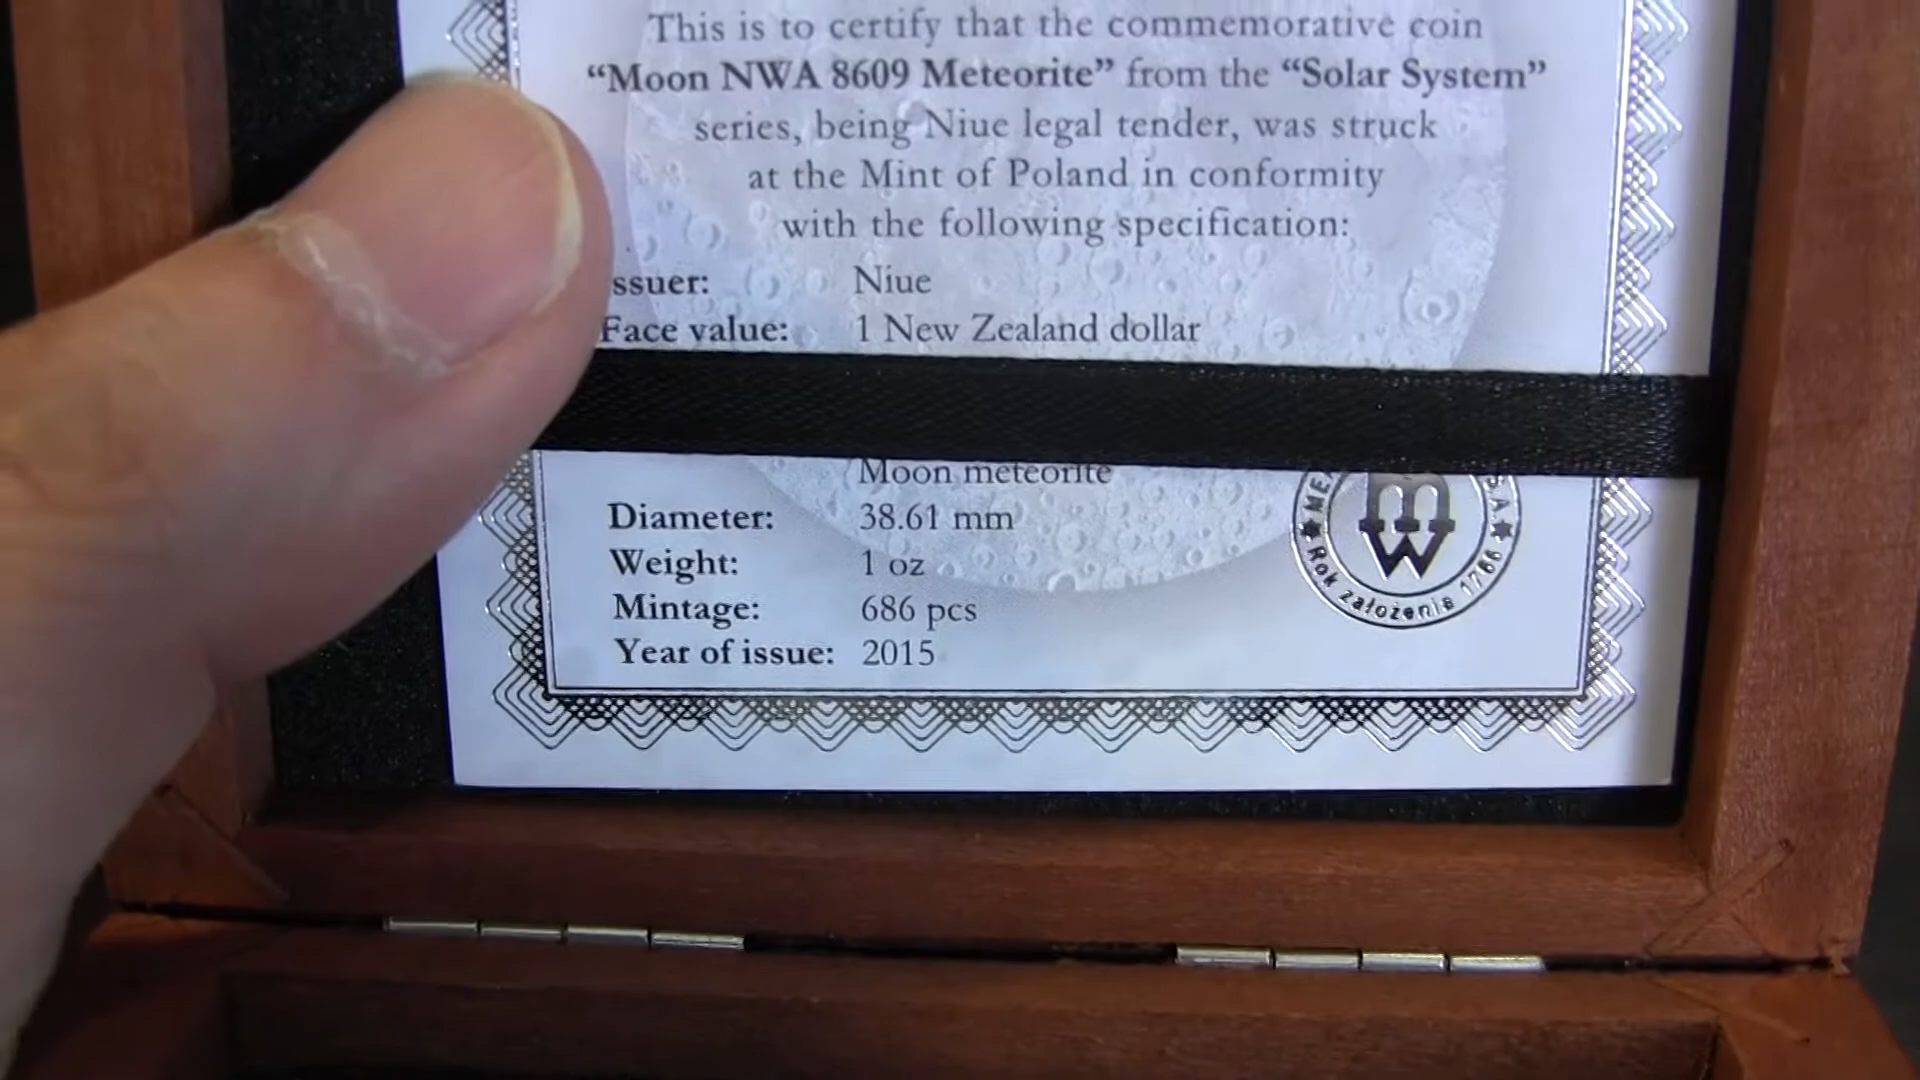 This is to certify that the commemorative coin
“Moon NWA 8609 Meteorite” from the “Solar System”
series, being Niue legal tender, was struck
at the Mint of Poland in conformity
with the following specification:
ssuer: Niue
Face value: 1 New Zealand dollar
Moon meteorite
Diameter: 38.61 mm
Weight: 1 oz
Mintage: 686 pcs
Year of issue: 2015
m
W
Rok założenia 1766